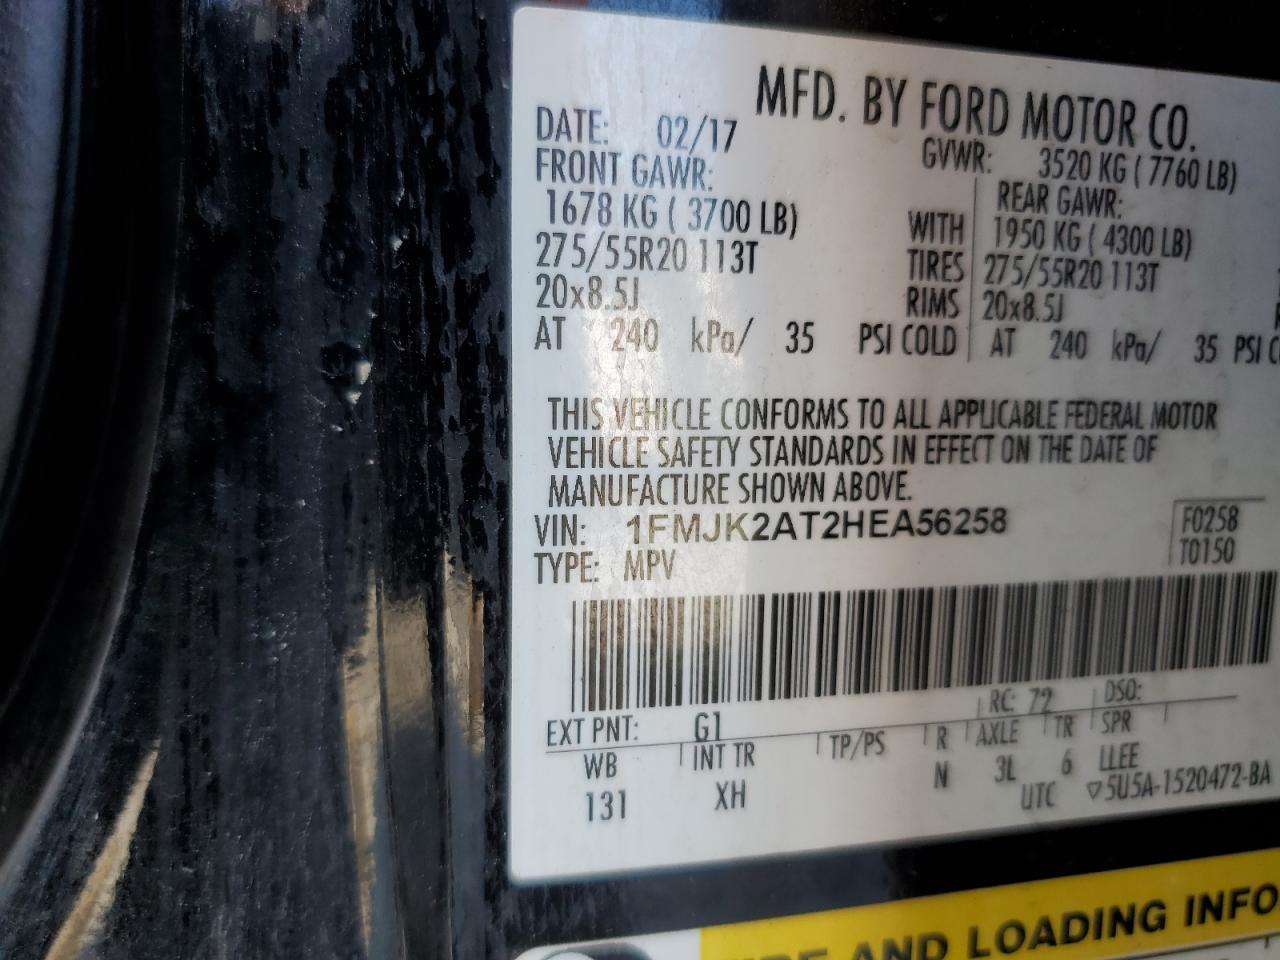 MFD. BY FORD MOTOR CO.
DATE: 02/17 GVWR: 3520 KG ( 7760 LB)
FRONT GAWR: REAR GAWR:
1678 KG ( 3700 LB) WITH 1950 KG ( 4300 LB)
275/55R20 113T TIRES 275/55R20 113T
20x8.5J RIMS 20x8.5J
AT 240 kPa/ 35 PSI COLD AT 240 kPa/ 35 PSI C
THIS VEHICLE CONFORMS TO ALL APPLICABLE FEDERAL MOTOR
VEHICLE SAFETY STANDARDS IN EFFECT ON THE DATE OF
MANUFACTURE SHOWN ABOVE.
VIN: 1FMJK2AT2HEA56258 F0258
TYPE: MPV T0150
EXT PNT: G1 RC: 72 DSO:
WB INT TR TP/PS R AXLE TR SPR
131 XH N 3L 6 LLEE
UTC ▽5U5A-1520472-BA
AND LOADING INFO